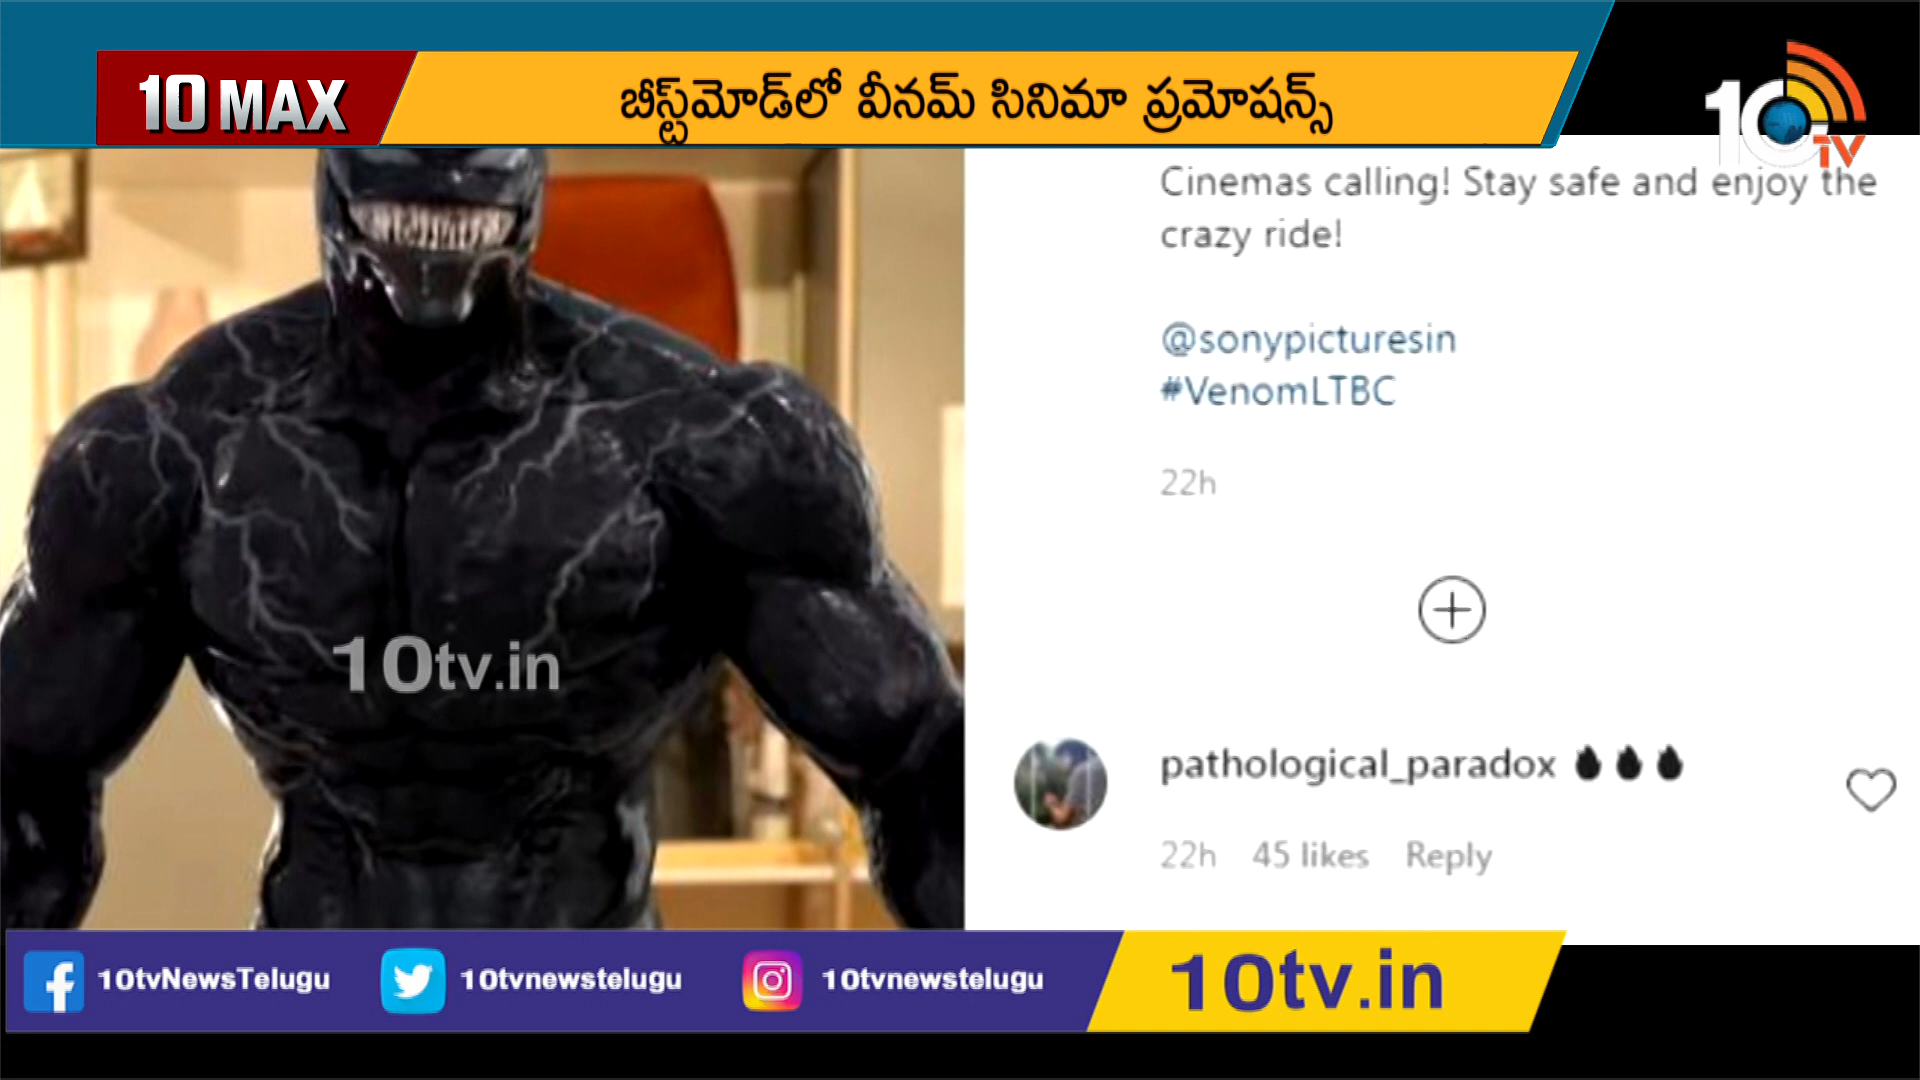 10 MAX
బీస్ట్‌మోడ్‌లో వీనమ్ సినిమా ప్రమోషన్స్
10TV
Cinemas calling! Stay safe and enjoy the
crazy ride!
@sonypicturesin
#VenomLTBC
22h
10tv.in
pathological_paradox
22h 45 likes Reply
10tvNewsTelugu
10tvnewstelugu
10tvnewstelugu
10tv.in